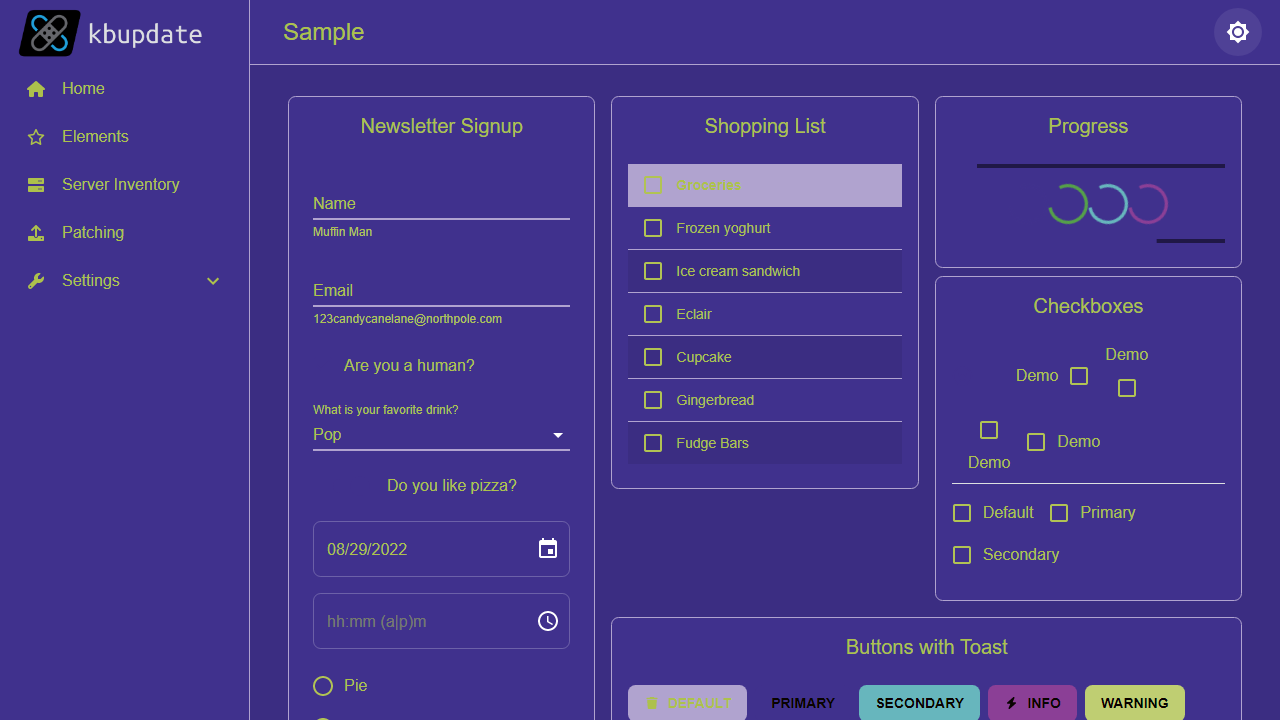 kbupdate
Sample
Home
Elements
Server Inventory
Patching
Settings
Newsletter Signup
Name
Muffin Man
Email
123candycanelane@northpole.com
Are you a human?
What is your favorite drink?
Pop
Do you like pizza?
08/29/2022
hh:mm (a|p)m
Pie
Shopping List
Groceries
Frozen yoghurt
Ice cream sandwich
Eclair
Cupcake
Gingerbread
Fudge Bars
Progress
Checkboxes
Demo
Demo
Demo
Demo
Default Primary
Secondary
Buttons with Toast
DEFAULT PRIMARY SECONDARY INFO WARNING